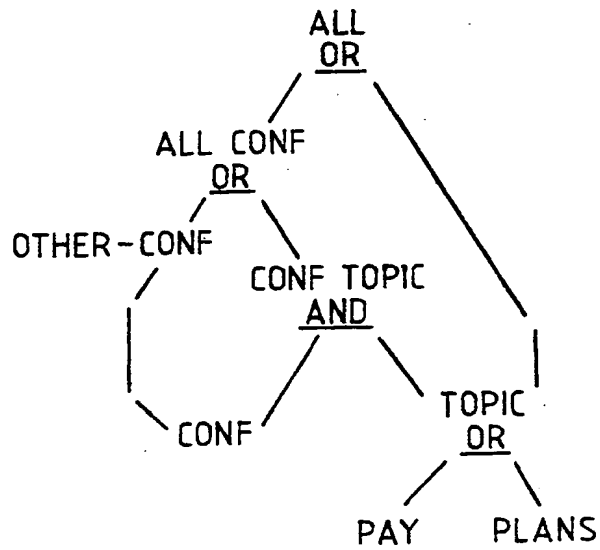 ALL
OR
ALL CONF
OR
OTHER-CONF
CONF TOPIC
AND
TOPIC
CONF
OR
PAY PLANS